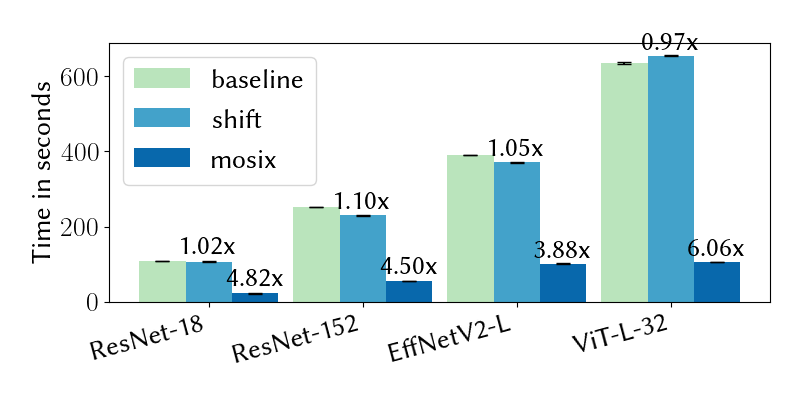 Time in seconds
600
400
200
0
baseline
shift
mosix
1.02x
4.82x
1.10x
4.50x
1.05x
3.88x
0.97x
6.06x
ResNet-18
ResNet-152
EffNetV2-L
ViT-L-32